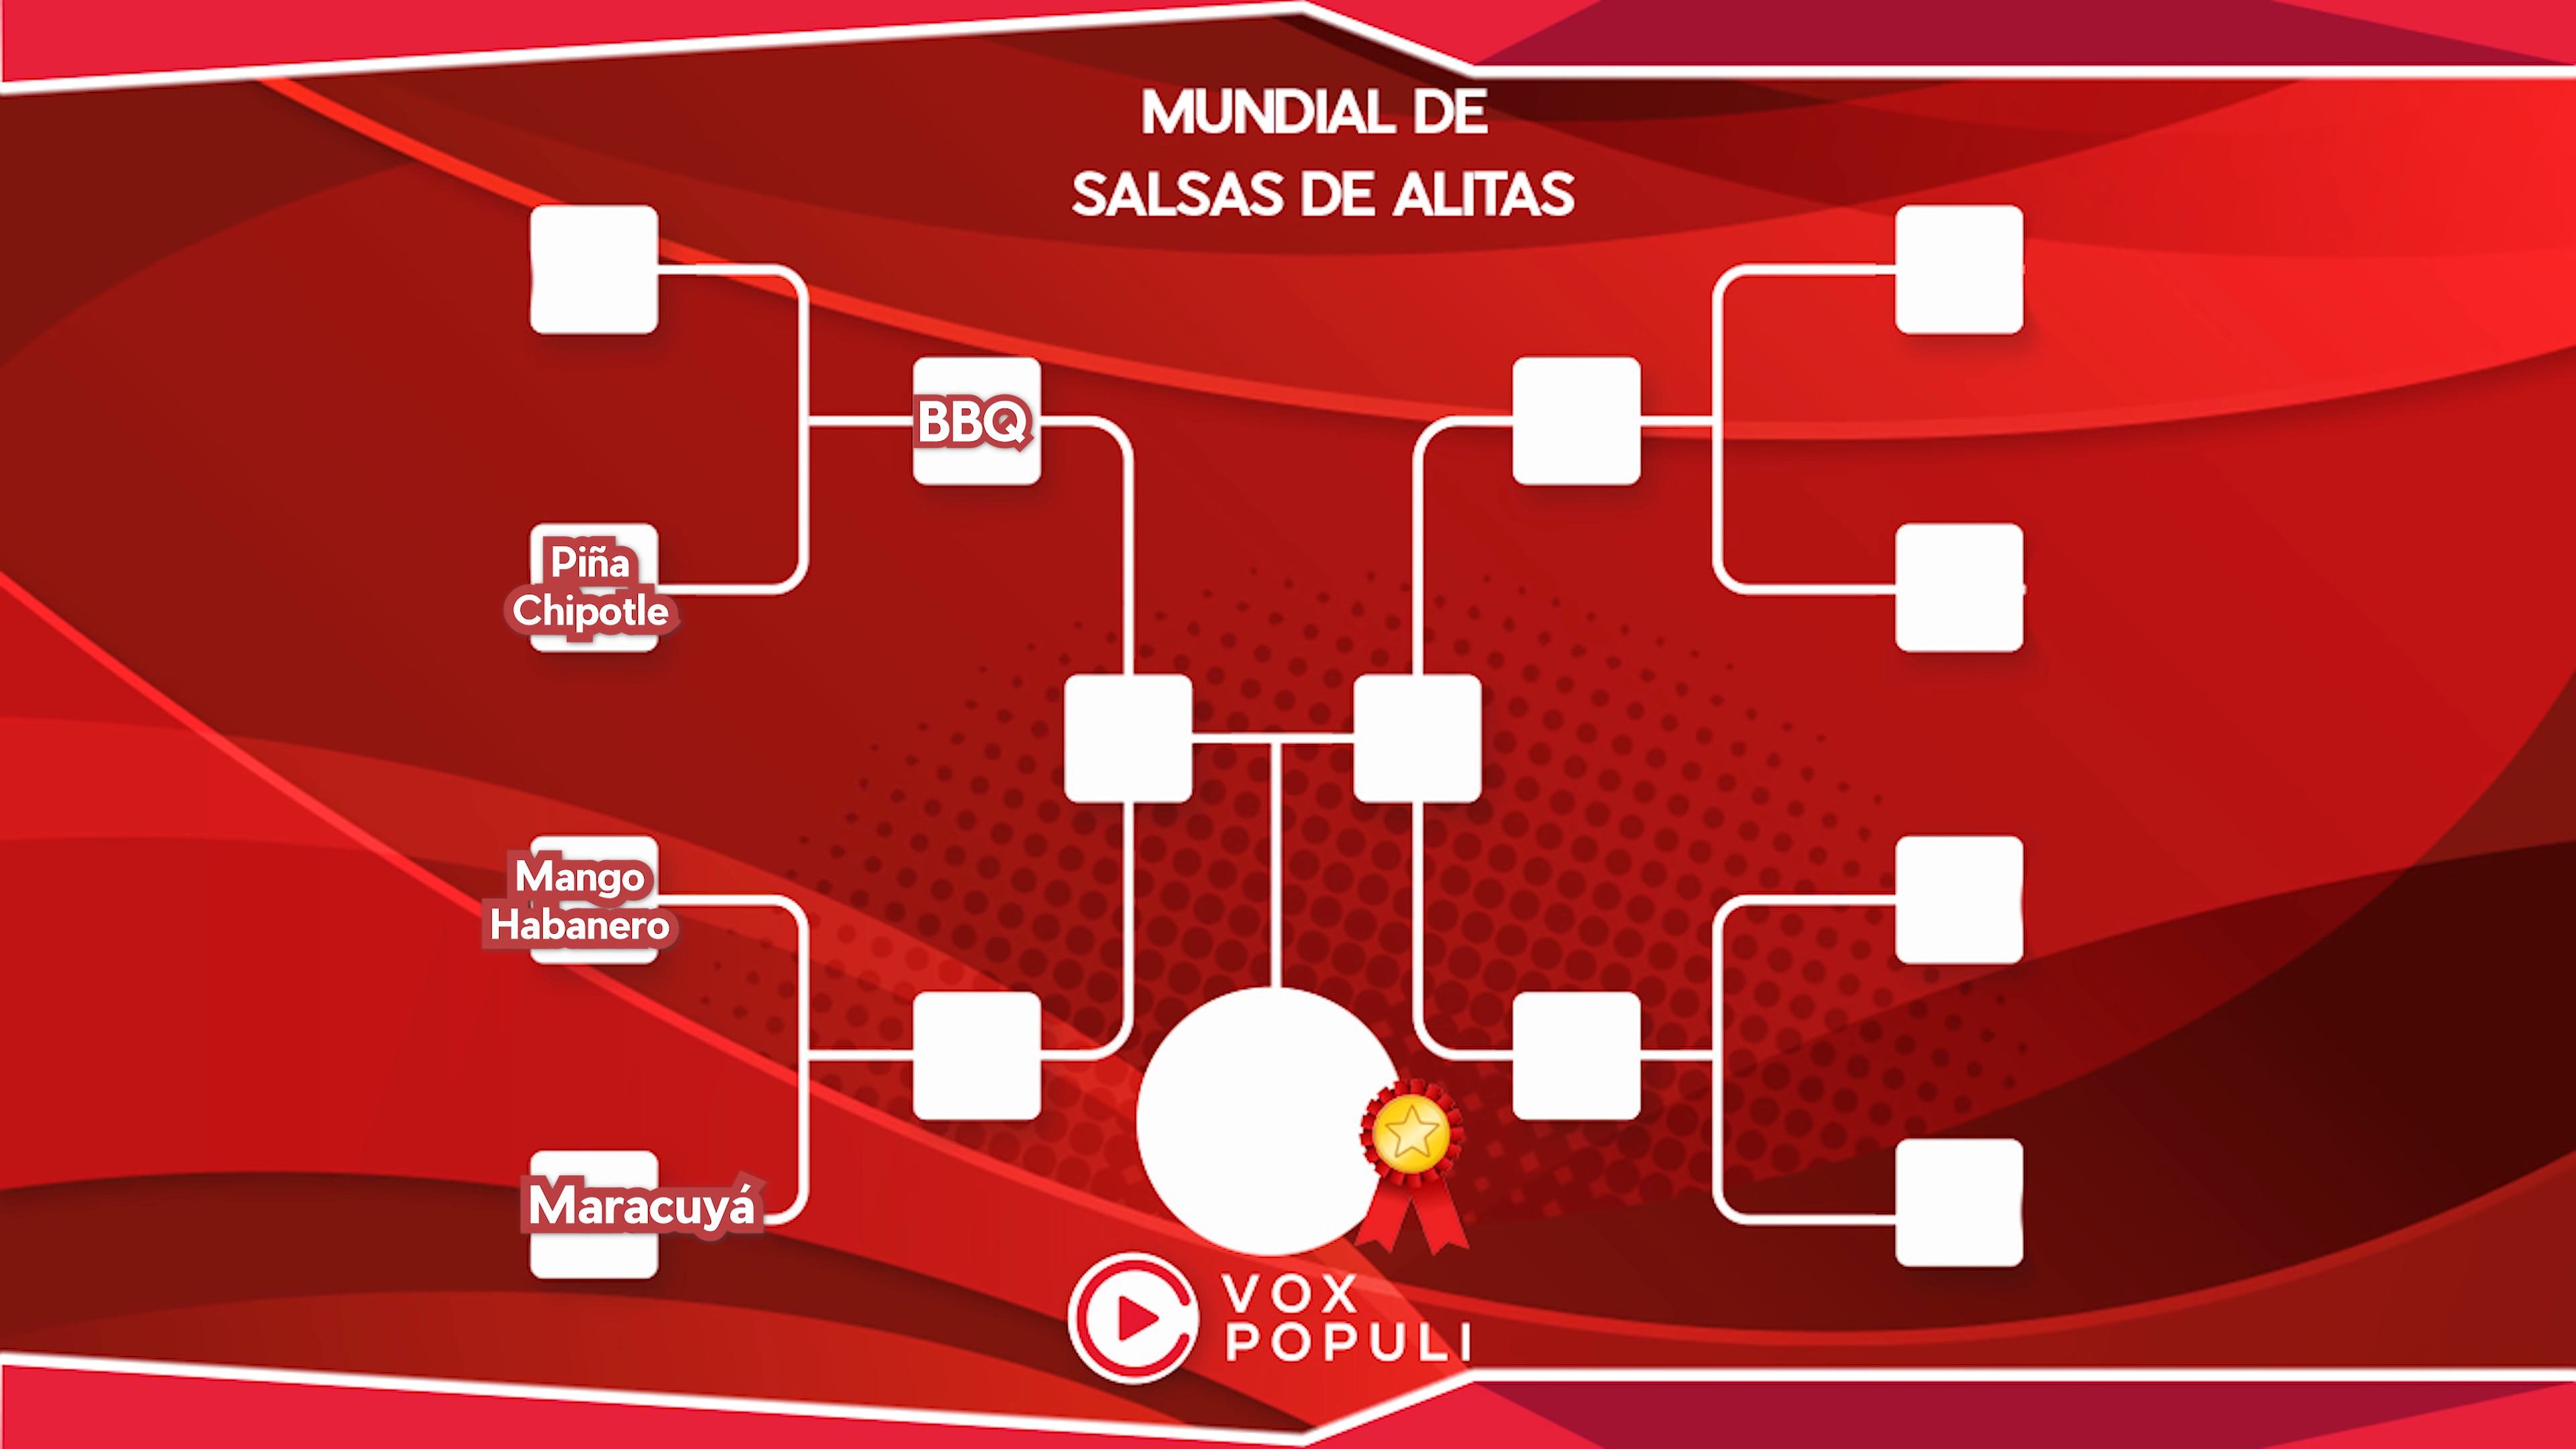 MUNDIAL DE
SALSAS DE ALITAS
BBQ
Piña
Chipotle
Mango
Habanero
Maracuyá
VOX
POPULI